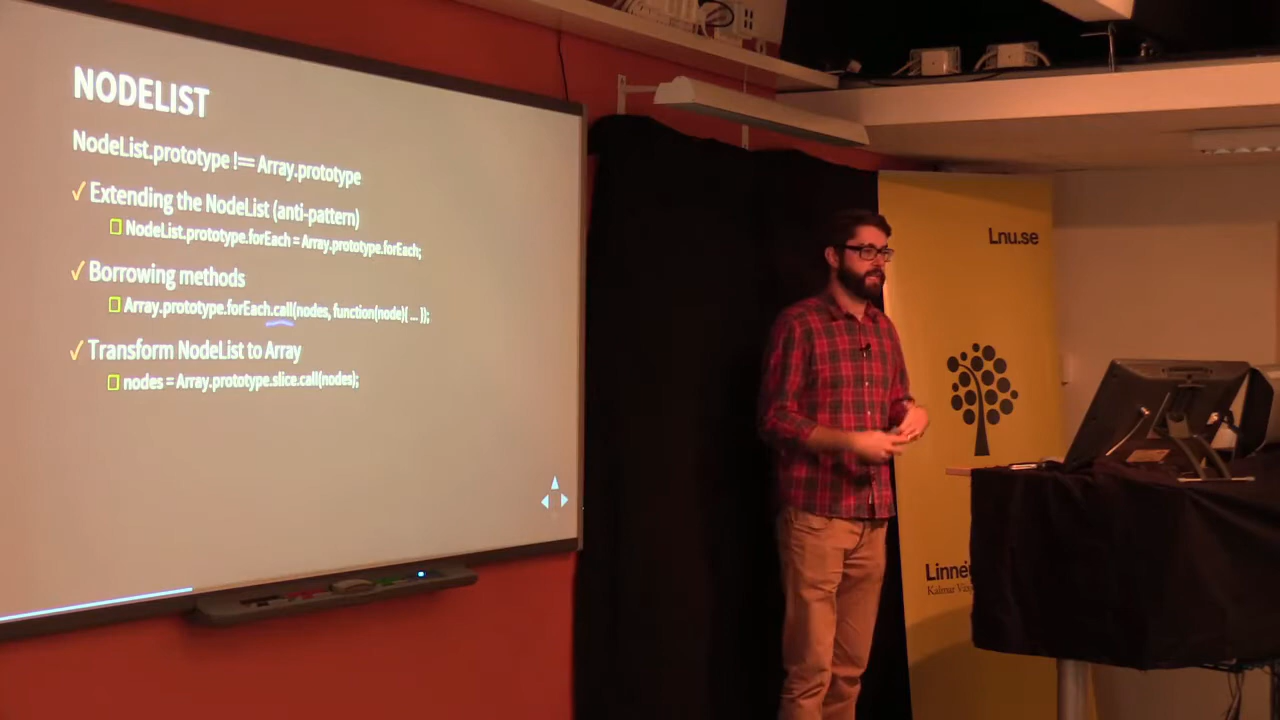 NODELIST
NodeList.prototype !== Array.prototype
✓ Extending the NodeList (anti-pattern)
NodeList.prototype.forEach = Array.prototype.forEach;
✓ Borrowing methods
Array.prototype.forEach.call(nodes, function(node){ ... });
✓ Transform NodeList to Array
nodes = Array.prototype.slice.call(nodes);
Lnu.se
Kalmar